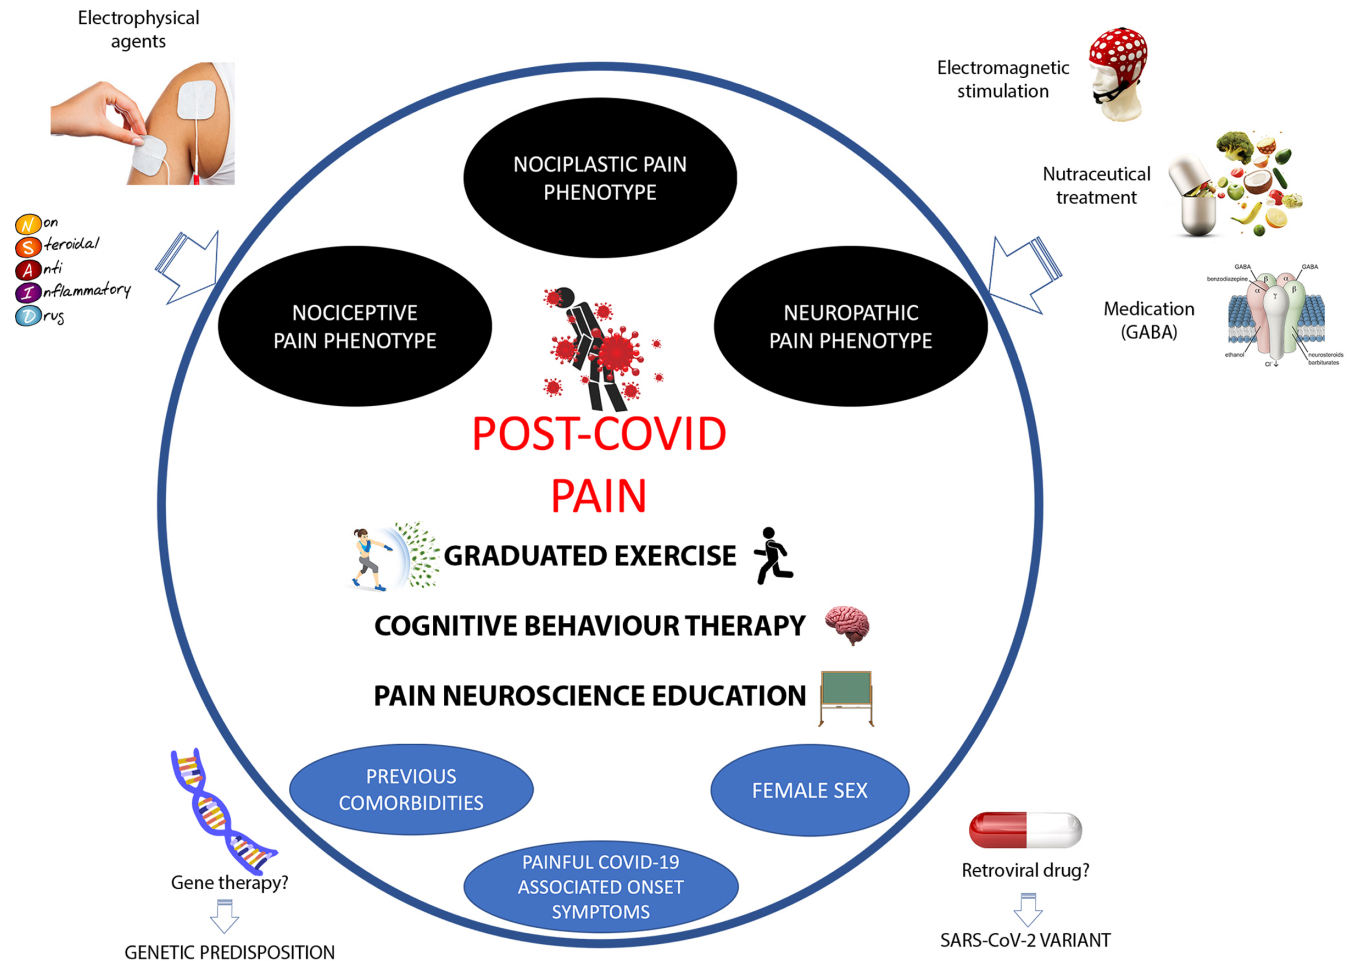 Electrophysical
agents
Electromagnetic
stimulation
Nutraceutical
treatment
Non
Steroidal
Anti
Inflammatory
Drug
NOCIPLASTIC PAIN
PHENOTYPE
NOCICEPTIVE
PAIN PHENOTYPE
NEUROPATHIC
PAIN PHENOTYPE
Medication
(GABA)
GABA
GABA
benzodiazepine
β
α
α
β
γ
ethanol
Cl-
neurosteroids
barbiturates
POST-COVID
PAIN
GRADUATED EXERCISE
COGNITIVE BEHAVIOUR THERAPY
PAIN NEUROSCIENCE EDUCATION
PREVIOUS
COMORBIDITIES
FEMALE SEX
PAINFUL COVID-19
ASSOCIATED ONSET
SYMPTOMS
Gene therapy?
GENETIC PREDISPOSITION
Retroviral drug?
SARS-CoV-2 VARIANT